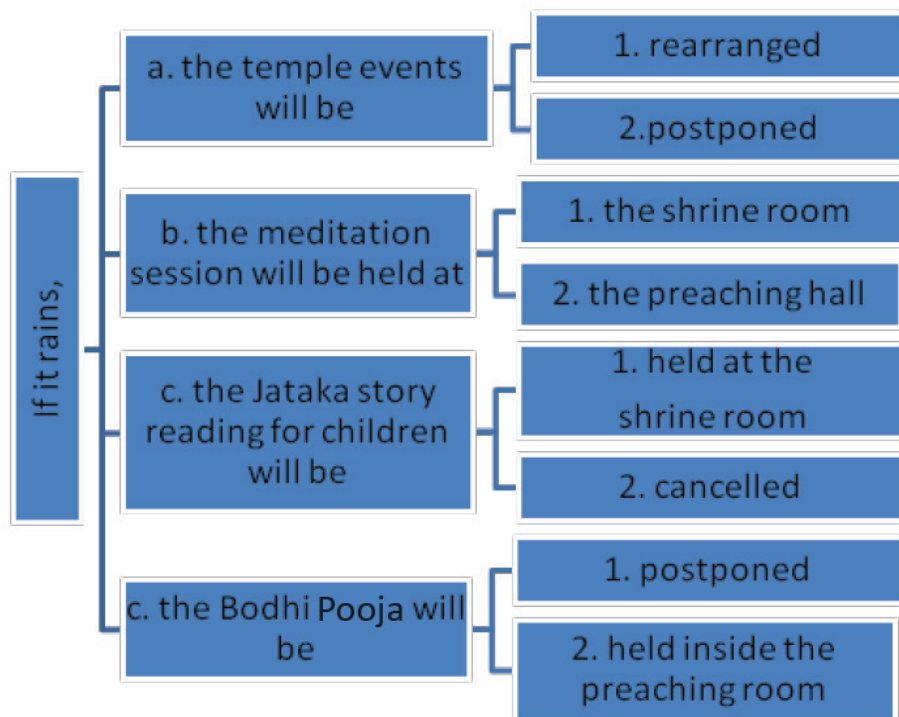 If it rains,
a. the temple events
will be
1. rearranged
2.postponed
b. the meditation
session will be held at
1. the shrine room
2. the preaching hall
c. the Jataka story
reading for children
will be
1. held at the
shrine room
2. cancelled
c. the Bodhi Pooja will
be
1. postponed
2. held inside the
preaching room